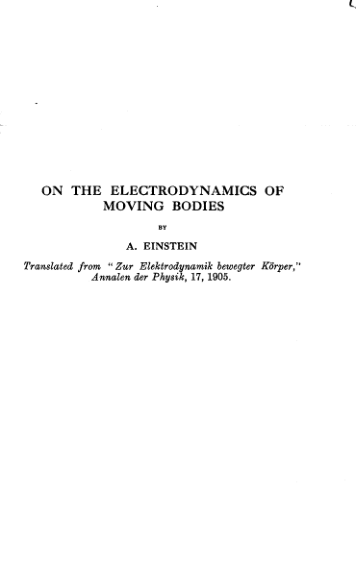 ON THE ELECTRODYNAMICS OF
MOVING BODIES
BY
A. EINSTEIN
Translated from "Zur Elektrodynamik bewegter Körper,"
Annalen der Physik, 17, 1905.